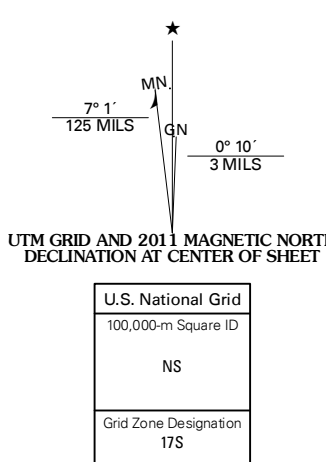 ★
MN.
GN
7° 1´
125 MILS
0° 10´
3 MILS
UTM GRID AND 2011 MAGNETIC NORTH
DECLINATION AT CENTER OF SHEET
U.S. National Grid
100,000-m Square ID
NS
Grid Zone Designation
17S